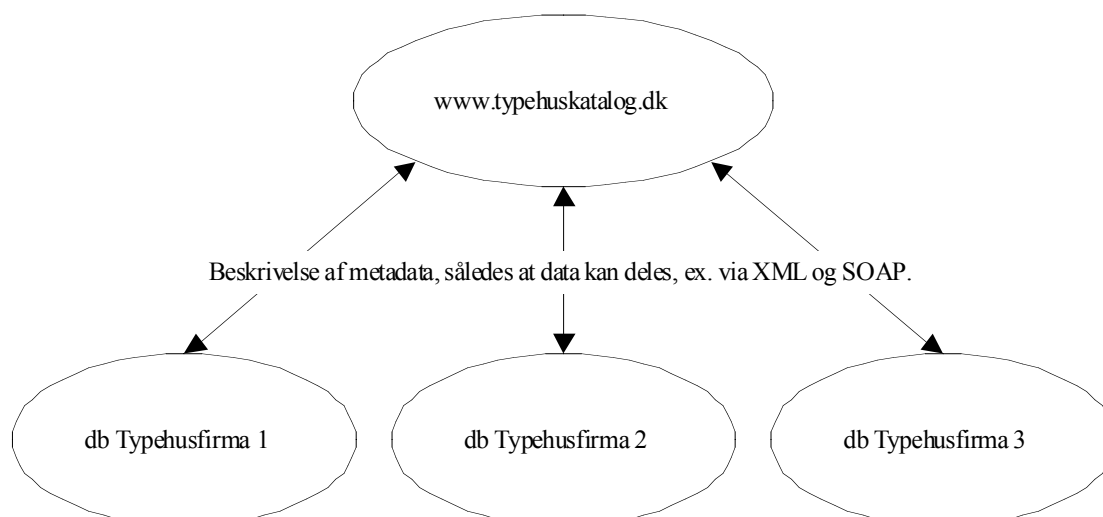 www.typehuskatalog.dk
Beskrivelse af metadata, således at data kan deles, ex. via XML og SOAP.
db Typehusfirma 1
db Typehusfirma 2
db Typehusfirma 3